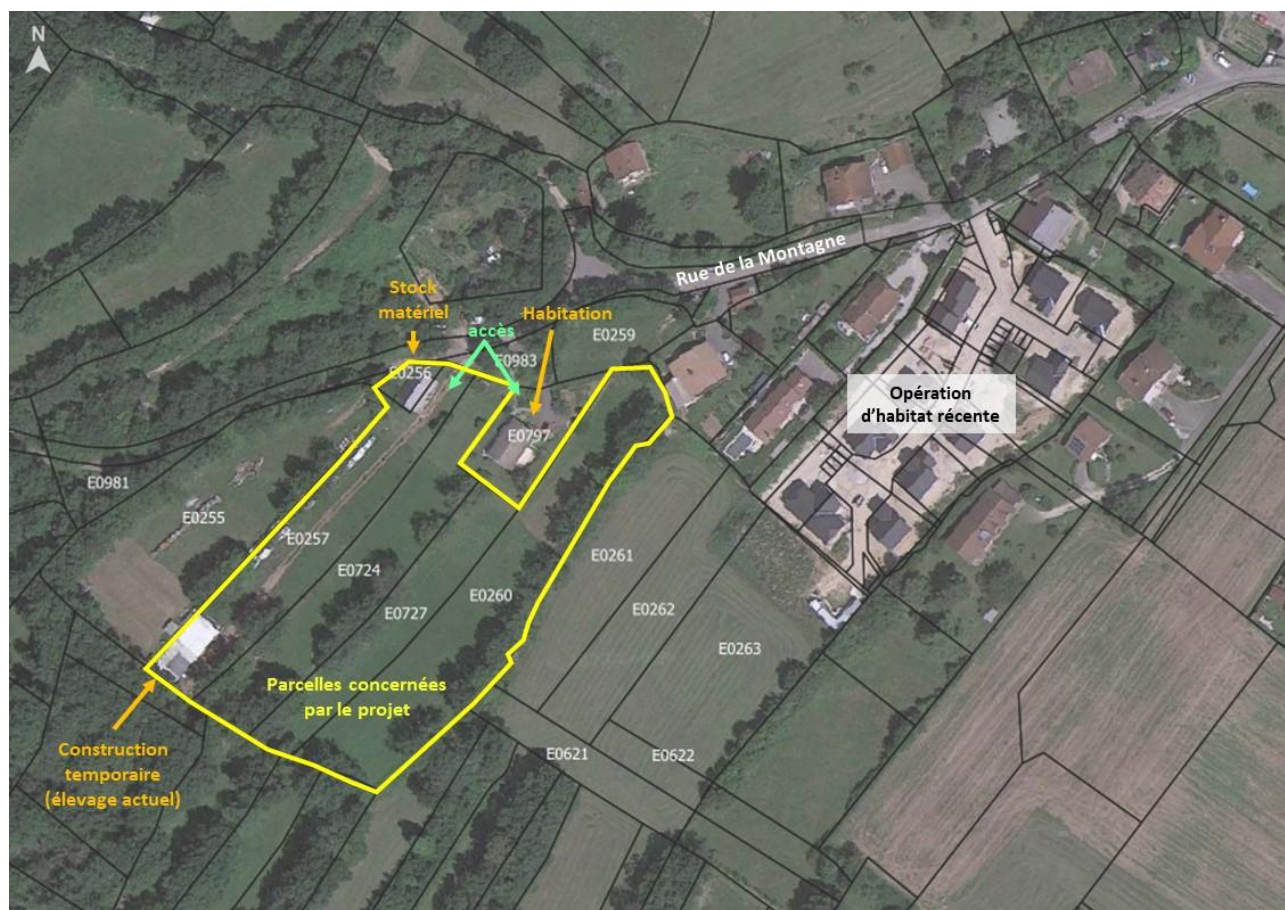 N
Rue de la Montagne
Stock
matériel
Habitation
accès
E0259
E0983
E0256
Opération
d'habitat récente
E0797
E0981
E0255
E0257
E0261
E0724
E0260
E0262
E0727
E0263
Parcelles concernées
par le projet
Construction
temporaire
(élevage actuel)
E0621
E0622